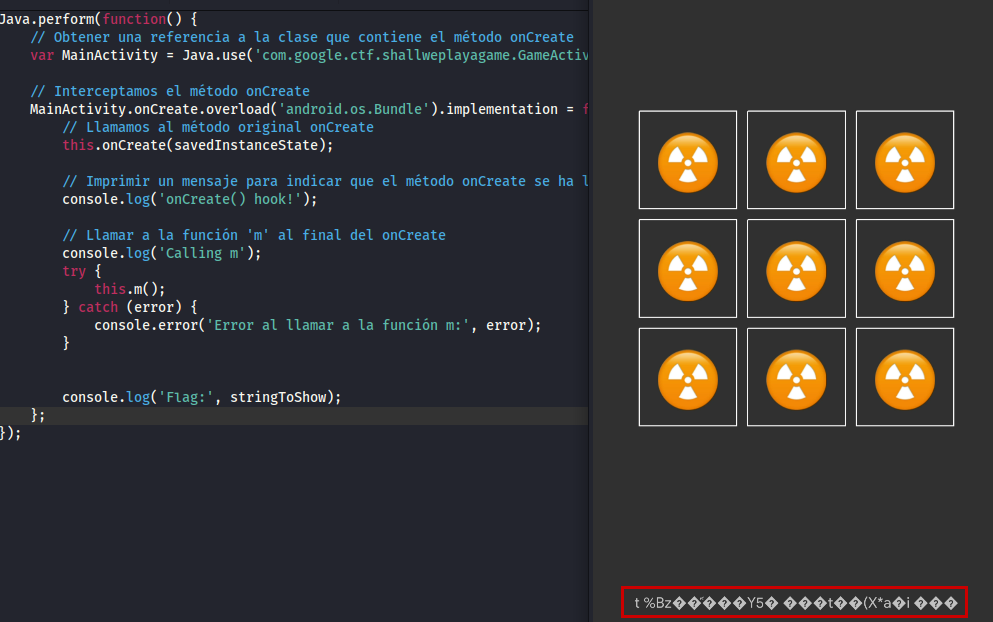 Java.perform(function() {
// Obtener una referencia a la clase que contiene el método onCreate
var MainActivity = Java.use('com.google.ctf.shallweplayagame.GameActiv
// Interceptamos el método onCreate
MainActivity.onCreate.overload('android.os.Bundle').implementation = f
// Llamamos al método original onCreate
this.onCreate(savedInstanceState);
// Imprimir un mensaje para indicar que el método onCreate se ha l
console.log('onCreate() hook!');
// Llamar a la función 'm' al final del onCreate
console.log('Calling m');
try {
this.m();
} catch (error) {
console.error('Error al llamar a la función m:', error);
}
console.log('Flag:', stringToShow);
};
});
t %Bz�����Y5� ���t��(X*a�i ���